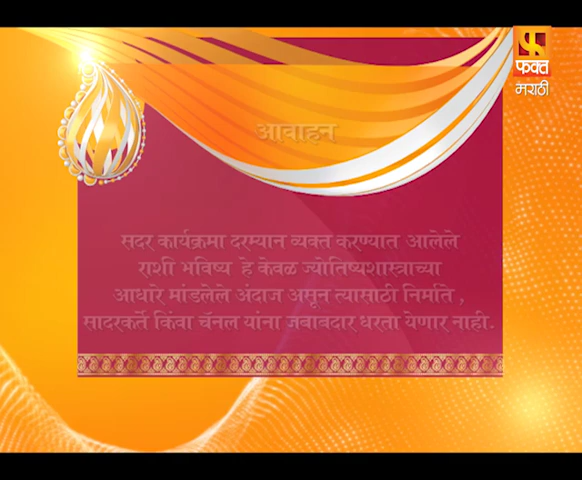 फक्त
मराठी
आवाहन
सदर कार्यक्रमा दरम्यान व्यक्त करण्यात आलेले
राशी भविष्य हे केवळ ज्योतिष्यशास्त्राच्या
आधारे मांडलेले अंदाज असून त्यासाठी निर्माते ,
सादरकर्ते किंवा चॅनल यांना जबाबदार धरता येणार नाही.